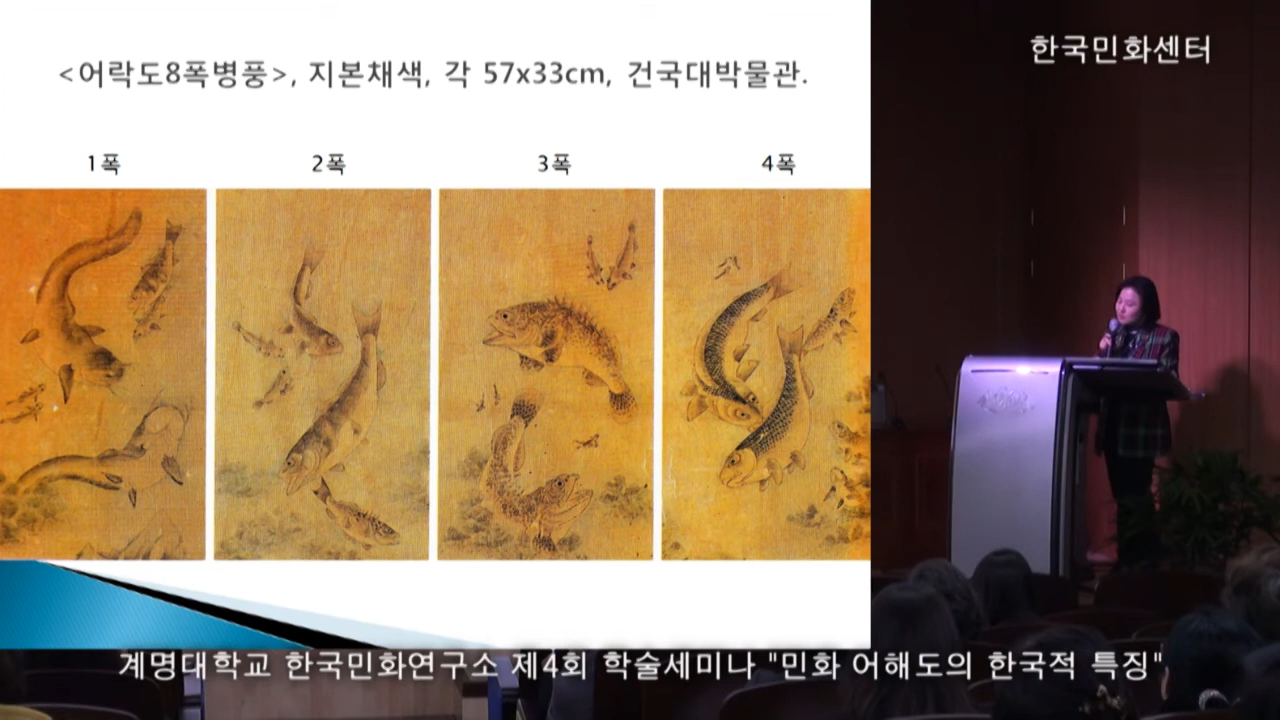 <어락도8폭병풍>, 지본채색, 각 57x33cm, 건국대박물관.
한국민화센터
1폭 2폭 3폭 4폭
계명대학교 한국민화연구소 제4회 학술세미나 "민화 어해도의 한국적 특징"